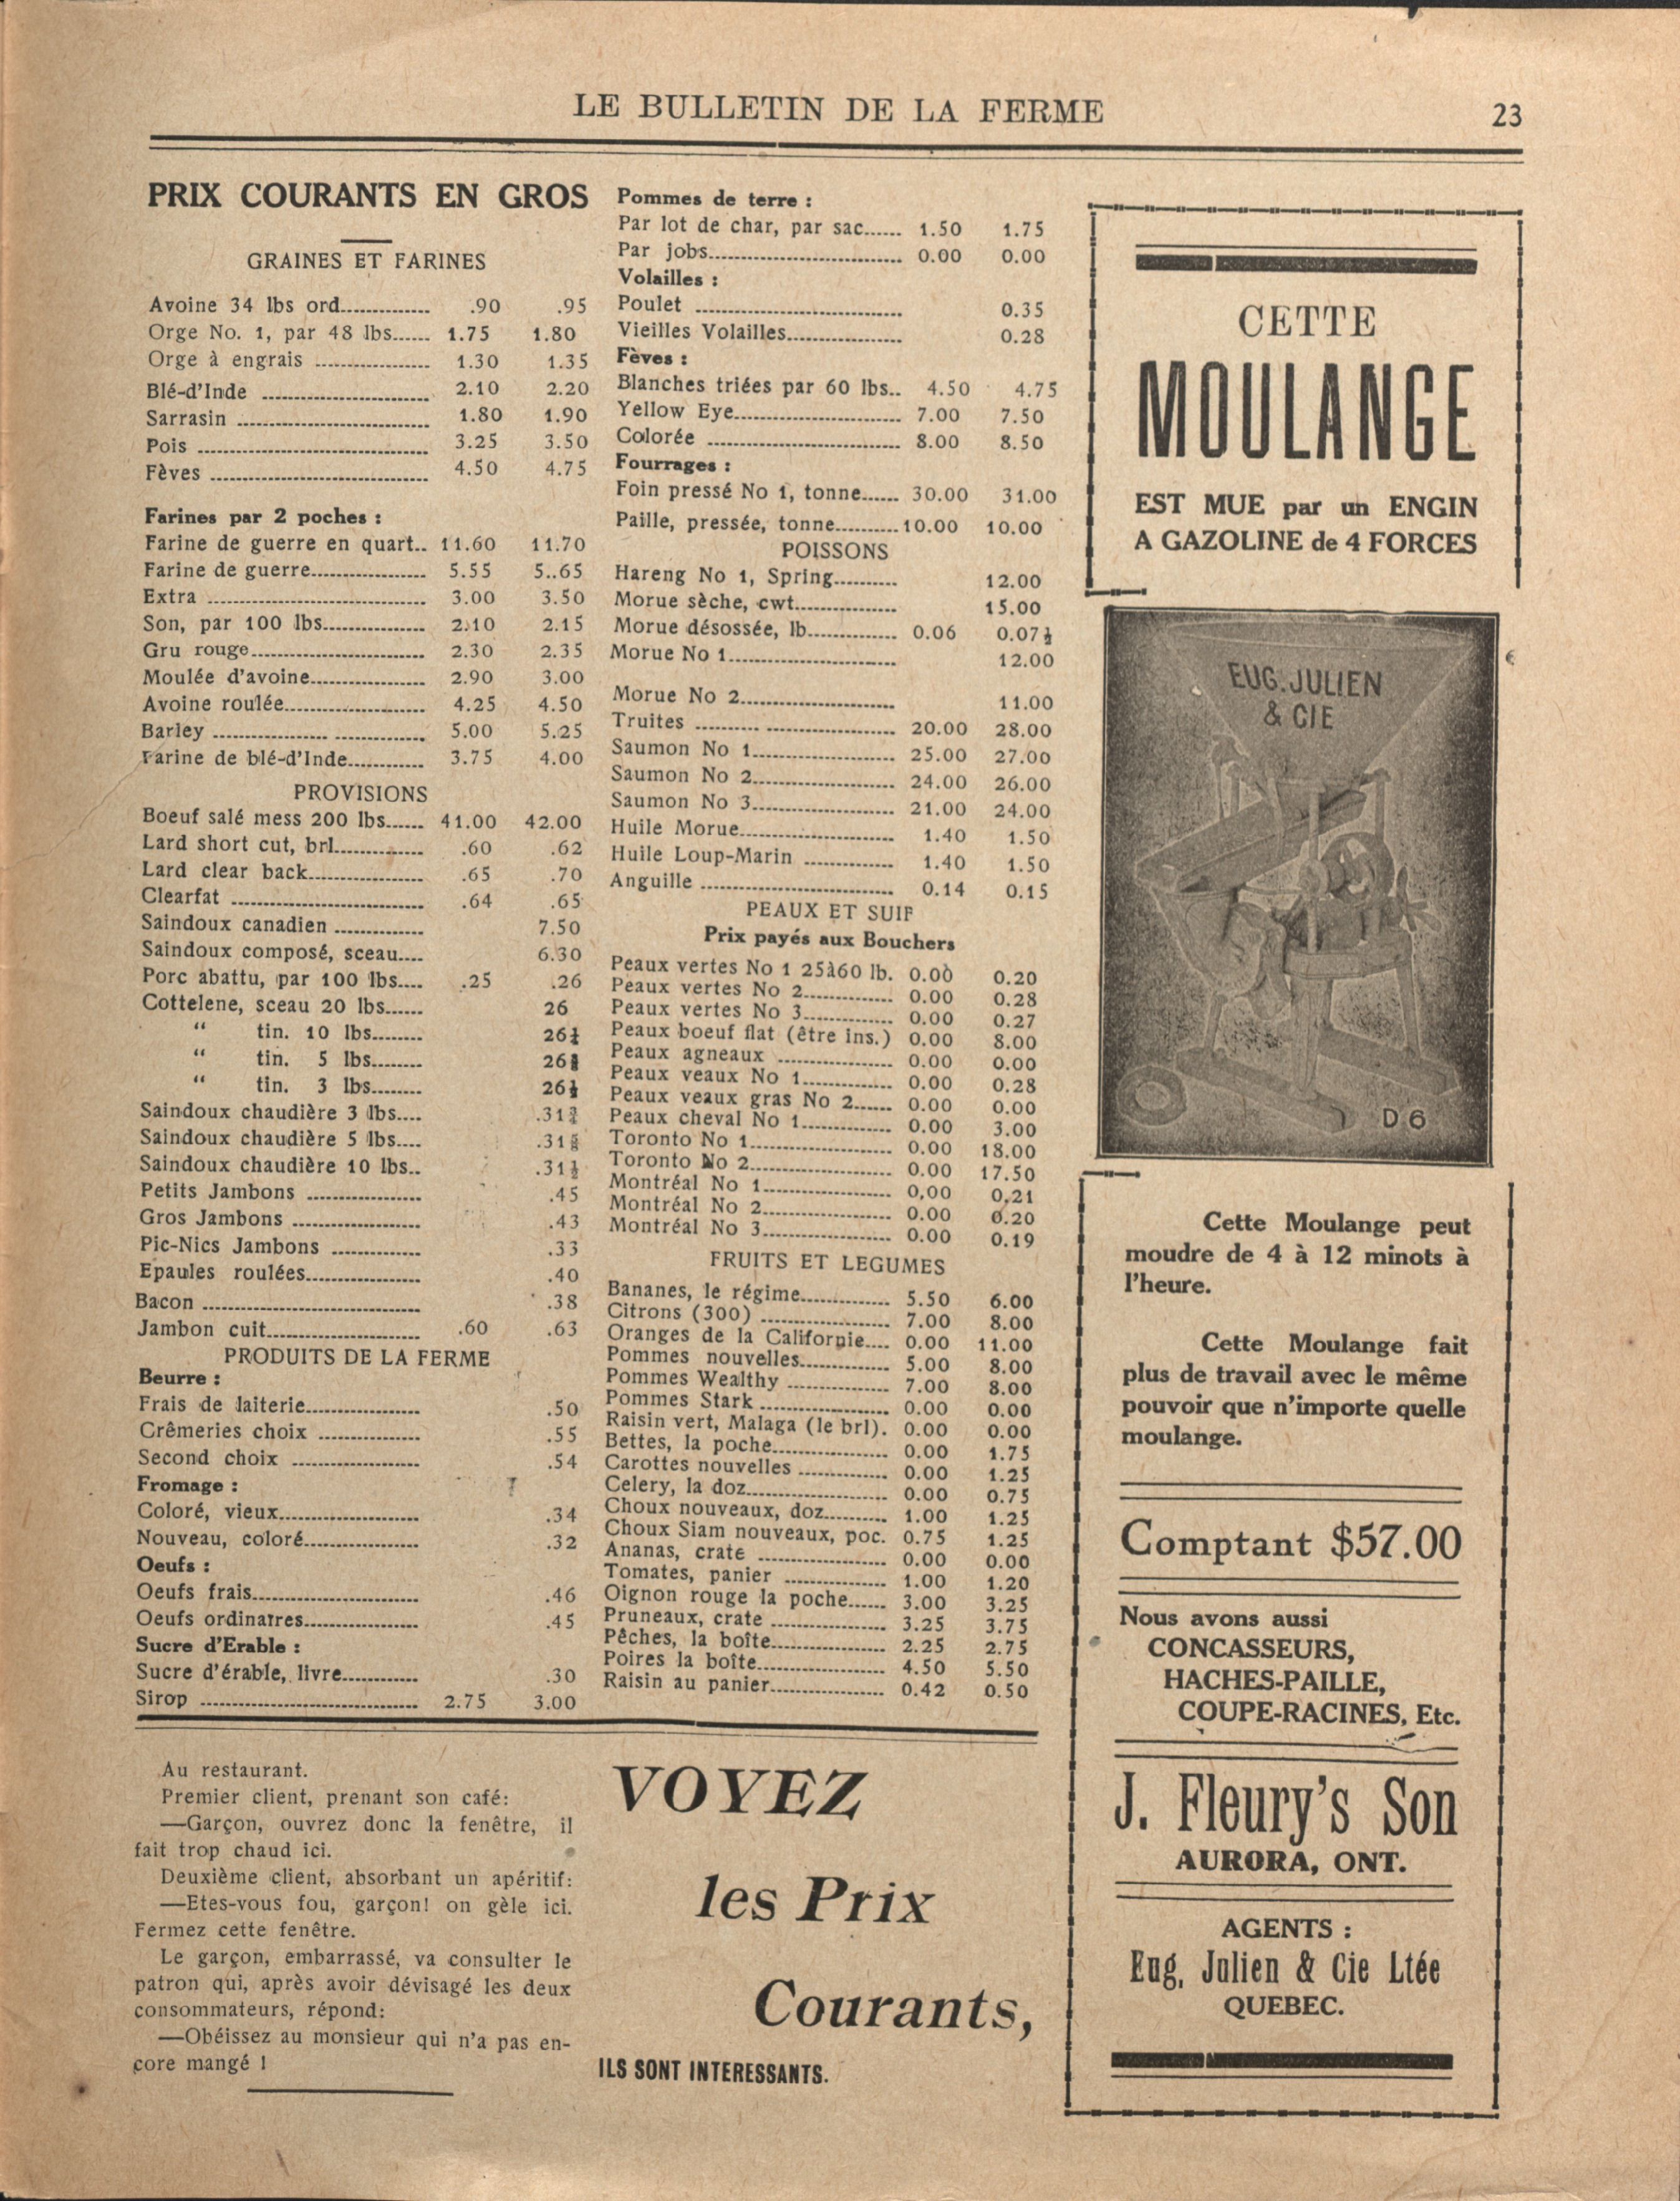 LE BULLETIN DE LA FERME 23
PRIX COURANTS EN GROS
GRAINES ET FARINES
Avoine 34 lbs ord.............. .90 .95
Orge No. 1, par 48 lbs...... 1.75 1.80
Orge à engrais .................. 1.30 1.35
Blé-d'Inde .......................... 2.10 2.20
Sarrasin .............................. 1.80 1.90
Pois .................................... 3.25 3.50
Fèves .................................. 4.50 4.75
Farines par 2 poches :
Farine de guerre en quart.. 11.60 11.70
Farine de guerre.................. 5.55 5..65
Extra .................................. 3.00 3.50
Son, par 100 lbs................ 2.10 2.15
Gru rouge........................... 2.30 2.35
Moulée d'avoine.................. 2.90 3.00
Avoine roulée...................... 4.25 4.50
Barley .................. .............. 5.00 5.25
Farine de blé-d'Inde............ 3.75 4.00
PROVISIONS
Boeuf salé mess 200 lbs...... 41.00 42.00
Lard short cut, brl.............. .60 .62
Lard clear back.................. .65 .70
Clearfat .............................. .64 .65
Saindoux canadien .............. 7.50
Saindoux composé, sceau.... 6.30
Porc abattu, par 100 lbs.... .25 .26
Cottelene, sceau 20 lbs...... 26
“ tin. 10 lbs........ 26¼
“ tin. 5 lbs........ 26⅜
“ tin. 3 lbs........ 26½
Saindoux chaudière 3 lbs.... .31¾
Saindoux chaudière 5 lbs.... .31⅝
Saindoux chaudière 10 lbs.. .31½
Petits Jambons .................. .45
Gros Jambons .................... .43
Pic-Nics Jambons .............. .33
Epaules roulées.................. .40
Bacon .................................. .38
Jambon cuit........................ .60 .63
PRODUITS DE LA FERME
Beurre :
Frais de laiterie.................. .50
Crêmeries choix ................ .55
Second choix .................... .54
Fromage :
Coloré, vieux...................... .34
Nouveau, coloré.................. .32
Oeufs :
Oeufs frais.......................... .46
Oeufs ordinaires.................. .45
Sucre d'Erable :
Sucre d'érable, livre............ .30
Sirop .................................. 2.75 3.00
Au restaurant.
Premier client, prenant son café:
—Garçon, ouvrez donc la fenêtre, il
fait trop chaud ici.
Deuxième client, absorbant un apéritif:
—Etes-vous fou, garçon! on gèle ici.
Fermez cette fenêtre.
Le garçon, embarrassé, va consulter le
patron qui, après avoir dévisagé les deux
consommateurs, répond:
—Obéissez au monsieur qui n'a pas en-
core mangé !
Pommes de terre :
Par lot de char, par sac...... 1.50 1.75
Par jobs.............................. 0.00 0.00
Volailles :
Poulet ................................ 0.35
Vieilles Volailles.................. 0.28
Fèves :
Blanches triées par 60 lbs.. 4.50 4.75
Yellow Eye.......................... 7.00 7.50
Colorée .............................. 8.00 8.50
Fourrages :
Foin pressé No 1, tonne...... 30.00 31.00
Paille, pressée, tonne.......... 10.00 10.00
POISSONS
Hareng No 1, Spring.......... 12.00
Morue sèche, cwt................ 15.00
Morue désossée, lb.............. 0.06 0.07½
Morue No 1.......................... 12.00
Morue No 2........................ 11.00
Truites .......... .................... 20.00 28.00
Saumon No 1...................... 25.00 27.00
Saumon No 2...................... 24.00 26.00
Saumon No 3...................... 21.00 24.00
Huile Morue........................ 1.40 1.50
Huile Loup-Marin .............. 1.40 1.50
Anguille .............................. 0.14 0.15
PEAUX ET SUIF
Prix payés aux Bouchers
Peaux vertes No 1 25à60 lb. 0.00 0.20
Peaux vertes No 2.............. 0.00 0.28
Peaux vertes No 3.............. 0.00 0.27
Peaux boeuf flat (être ins.) 0.00 8.00
Peaux agneaux .................. 0.00 0.00
Peaux veaux No 1.............. 0.00 0.28
Peaux veaux gras No 2...... 0.00 0.00
Peaux cheval No 1.............. 0.00 3.00
Toronto No 1...................... 0.00 18.00
Toronto No 2...................... 0.00 17.50
Montréal No 1.................... 0,00 0,21
Montréal No 2.................... 0.00 0.20
Montréal No 3.................... 0.00 0.19
FRUITS ET LEGUMES
Bananes, le régime.............. 5.50 6.00
Citrons (300) .................... 7.00 8.00
Oranges de la Californie.... 0.00 11.00
Pommes nouvelles.............. 5.00 8.00
Pommes Wealthy ................ 7.00 8.00
Pommes Stark .................... 0.00 0.00
Raisin vert, Malaga (le brl). 0.00 0.00
Bettes, la poche.................. 0.00 1.75
Carottes nouvelles .............. 0.00 1.25
Celery, la doz...................... 0.00 0.75
Choux nouveaux, doz.......... 1.00 1.25
Choux Siam nouveaux, poc. 0.75 1.25
Ananas, crate .................... 0.00 0.00
Tomates, panier ................ 1.00 1.20
Oignon rouge la poche...... 3.00 3.25
Pruneaux, crate .................. 3.25 3.75
Pêches, la boîte.................. 2.25 2.75
Poires la boîte.................... 4.50 5.50
Raisin au panier.................. 0.42 0.50
VOYEZ
les Prix
Courants,
ILS SONT INTERESSANTS.
CETTE
MOULANGE
EST MUE par un ENGIN
A GAZOLINE de 4 FORCES
EUG. JULIEN
& CIE
D6
Cette Moulange peut
moudre de 4 à 12 minots à
l'heure.
Cette Moulange fait
plus de travail avec le même
pouvoir que n'importe quelle
moulange.
Comptant $57.00
Nous avons aussi
CONCASSEURS,
HACHES-PAILLE,
COUPE-RACINES, Etc.
J. Fleury's Son
AURORA, ONT.
AGENTS :
Eug. Julien & Cie Ltée
QUEBEC.